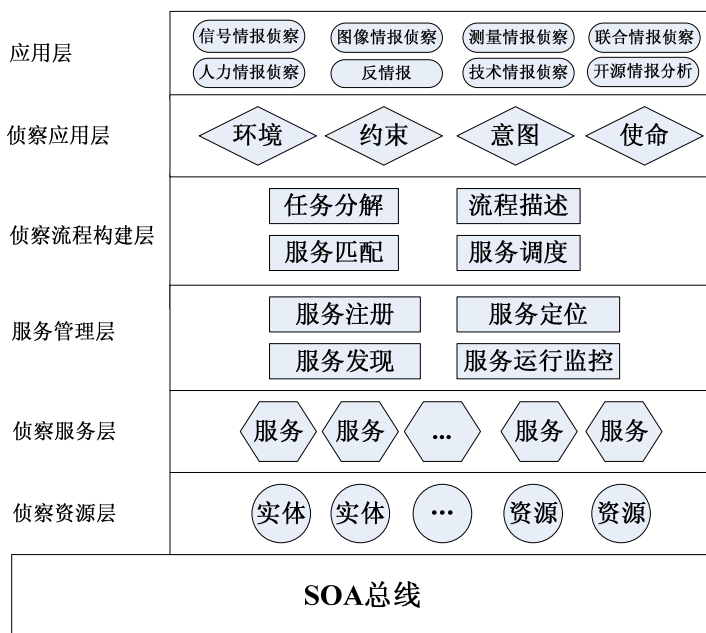 应用层
信号情报侦察 图像情报侦察 测量情报侦察 联合情报侦察
人力情报侦察 反情报 技术情报侦察 开源情报分析
侦察应用层
环境 约束 意图 使命
侦察流程构建层
任务分解 流程描述
服务匹配 服务调度
服务管理层
服务注册 服务定位
服务发现 服务运行监控
侦察服务层
服务 服务 ... 服务 服务
侦察资源层
实体 实体 ... 资源 资源
SOA总线